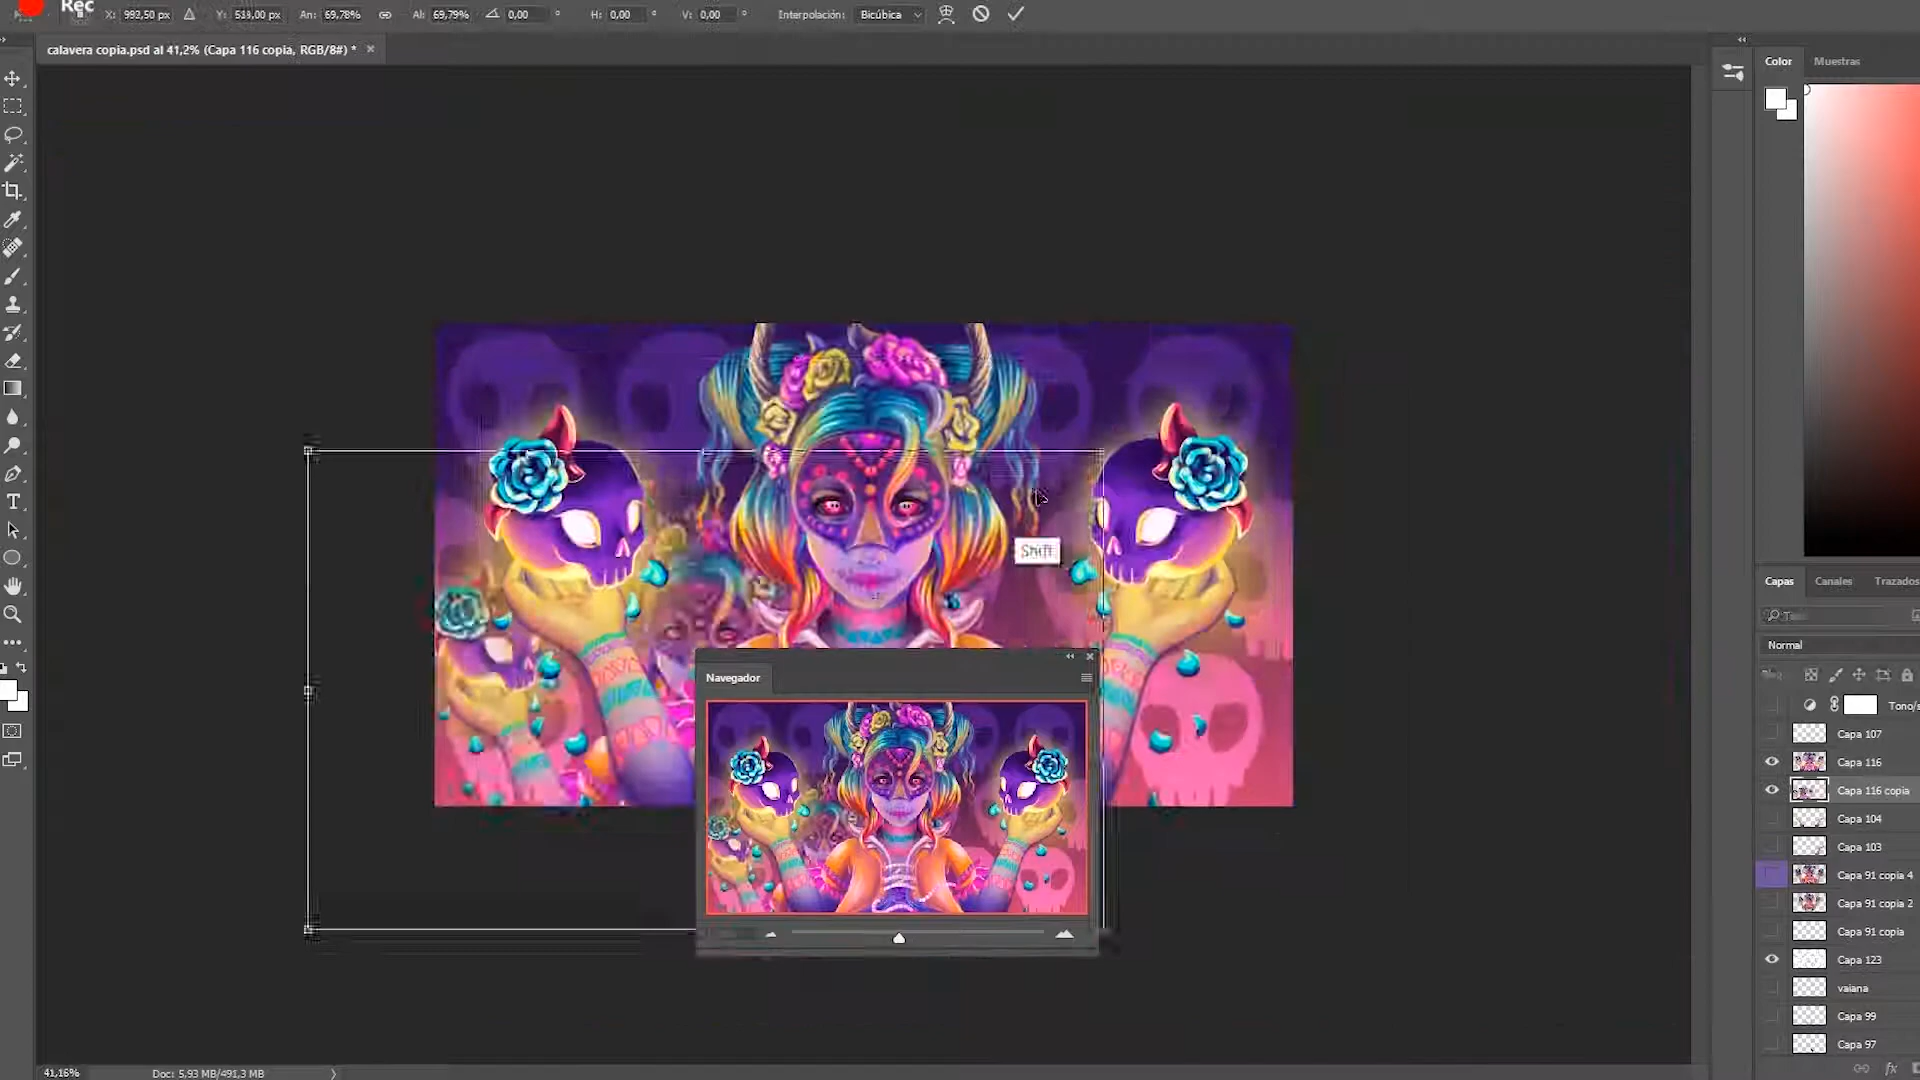 Rec
X: 992,50 px Y: 518,00 px An: 69,78% Al: 69,79% 0,00 ° H: 0,00 ° V: 0,00 ° Interpolación: Bicúbica
calavera copia.psd al 41,2% (Capa 116 copia, RGB/8#) * ×
Color Muestras
Shift
Navegador
Capas Canales Trazados
Normal
Tono/s
Capa 107
Capa 116
Capa 116 copia
Capa 104
Capa 103
Capa 91 copia 4
Capa 91 copia 2
Capa 91 copia
Capa 123
vaiana
Capa 99
Capa 97
fx
41,16% Doc: 5,93 MB/491,3 MB